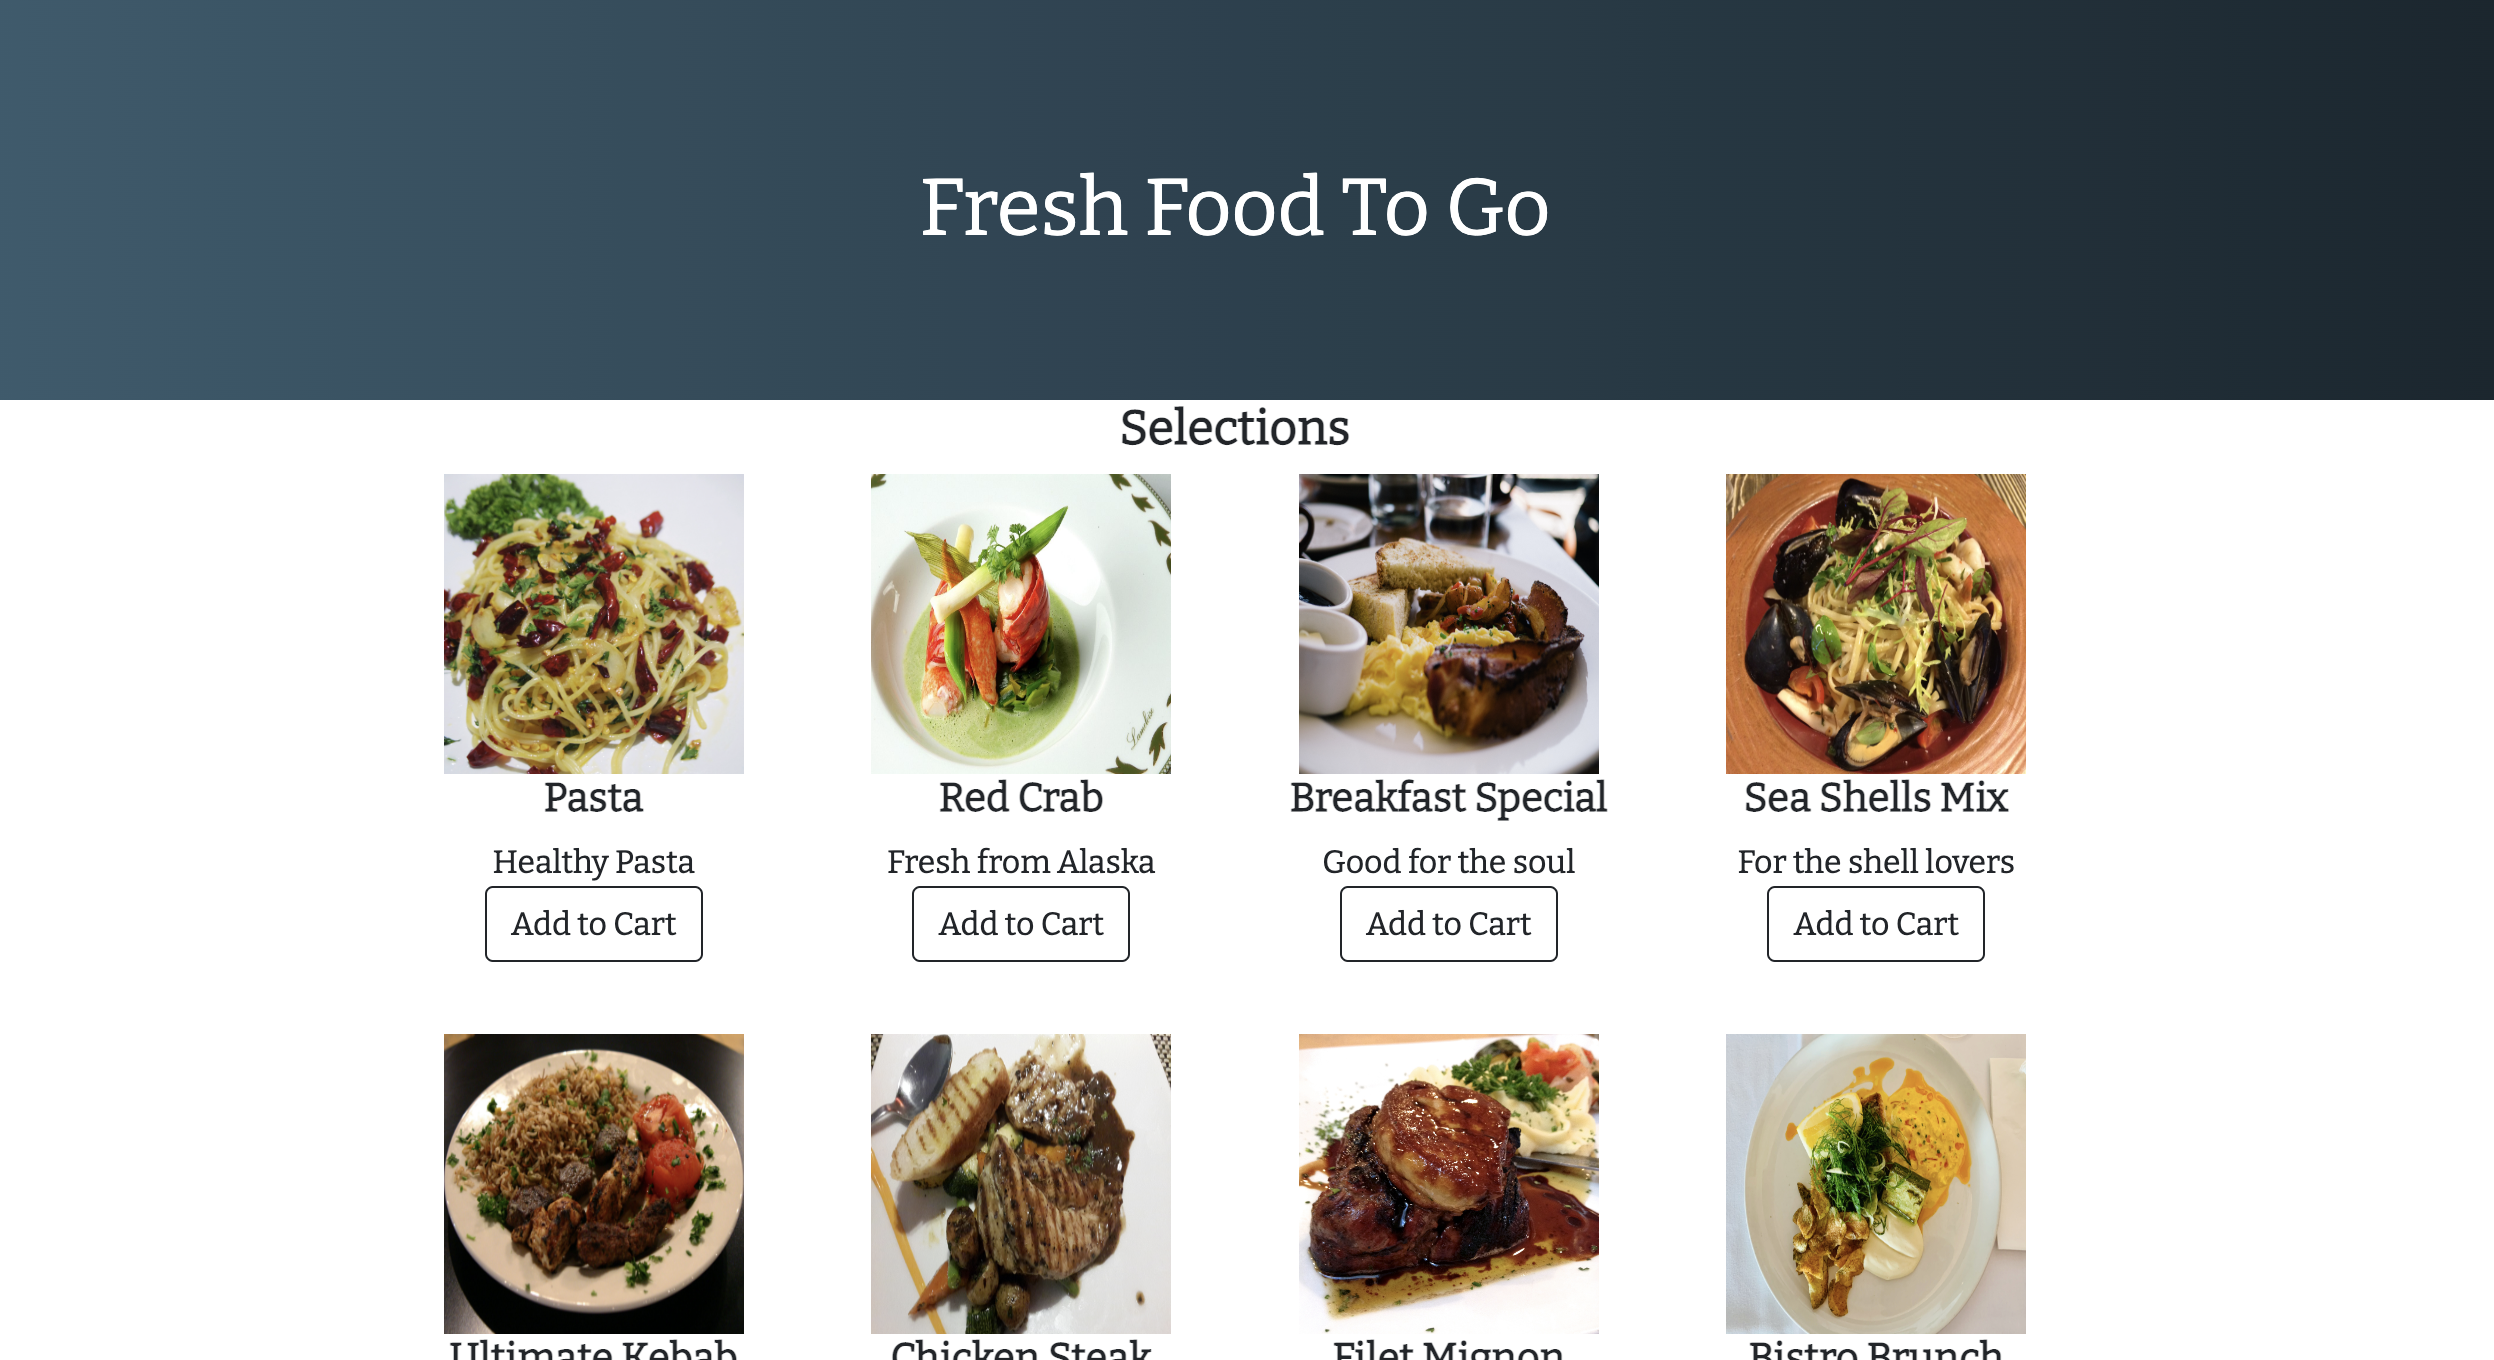 Fresh Food To Go
Selections
Pasta
Red Crab
Breakfast Special
Sea Shells Mix
Healthy Pasta
Fresh from Alaska
Good for the soul
For the shell lovers
Add to Cart
Add to Cart
Add to Cart
Add to Cart
Ultimate Kebab
Chicken Steak
Filet Mignon
Bistro Brunch